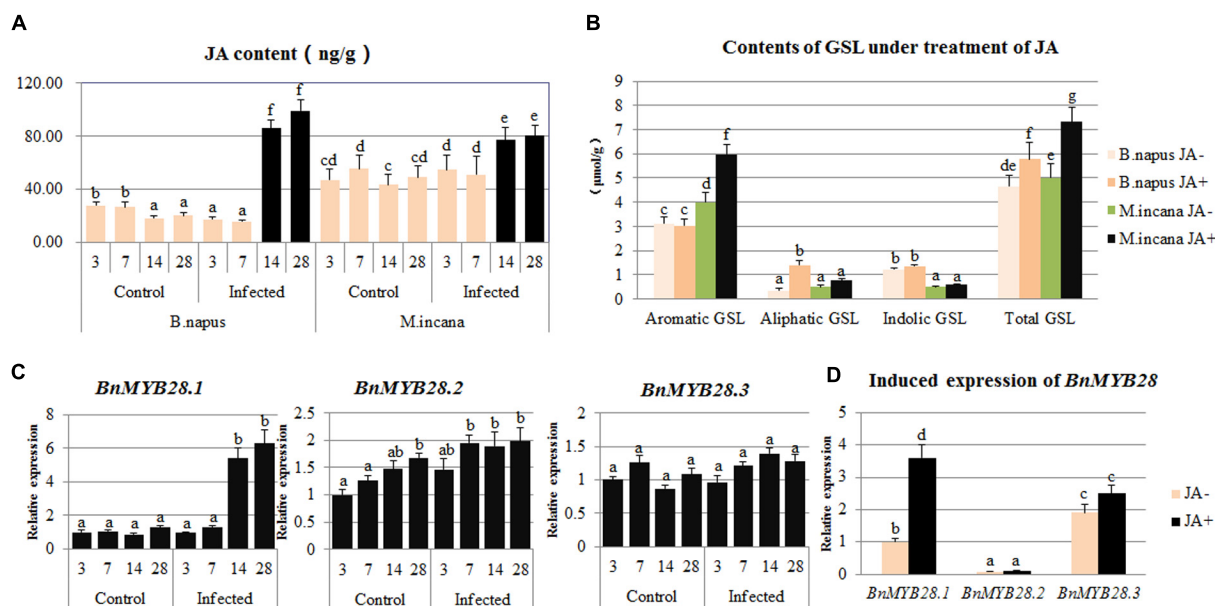 A
JA content ( ng/g )
120.00
80.00
40.00
0.00
b b a a a a f f cd d c cd d d e e
3 7 14 28 3 7 14 28 3 7 14 28 3 7 14 28
Control Infected Control Infected
B.napus M.incana
B
Contents of GSL under treatment of JA
(μmol/g)
9
8
7
6
5
4
3
2
1
0
c c d f a b a a b b a a de f e g
Aromatic GSL Aliphatic GSL Indolic GSL Total GSL
B.napus JA-
B.napus JA+
M.incana JA-
M.incana JA+
C
BnMYB28.1
Relative expression
8
6
4
2
0
a a a a a a b b
3 7 14 28 3 7 14 28
Control Infected
BnMYB28.2
Relative expression
2.5
2
1.5
1
0.5
0
a a ab b ab b b b
3 7 14 28 3 7 14 28
Control Infected
BnMYB28.3
Relative expression
2
1.5
1
0.5
0
a a a a a a a a
3 7 14 28 3 7 14 28
Control Infected
D
Induced expression of BnMYB28
Relative expression
5
4
3
2
1
0
b d a a c c
BnMYB28.1 BnMYB28.2 BnMYB28.3
JA-
JA+